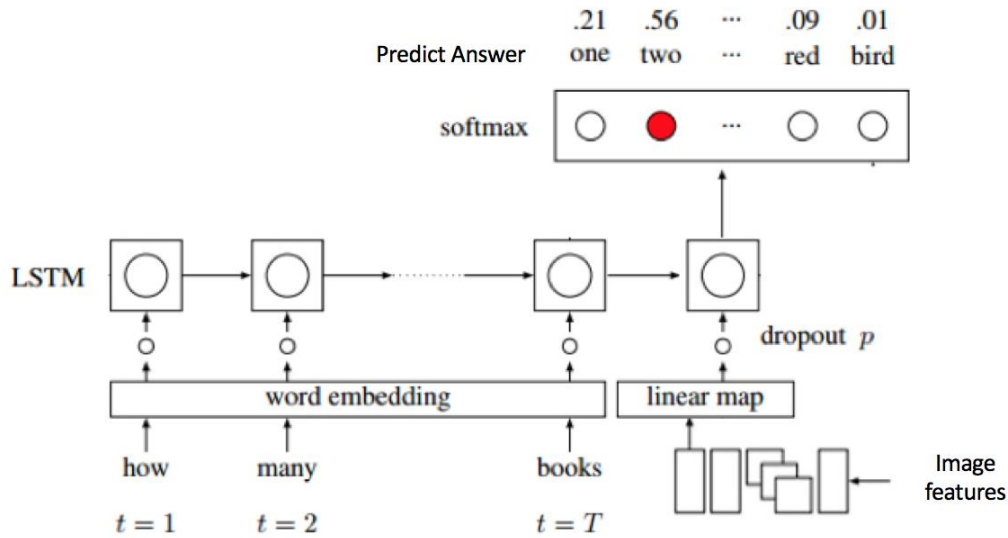 .21 .56 ... .09 .01
Predict Answer one two ... red bird
softmax ...
LSTM
dropout p
word embedding linear map
how many books
Image
features
t = 1 t = 2 t = T